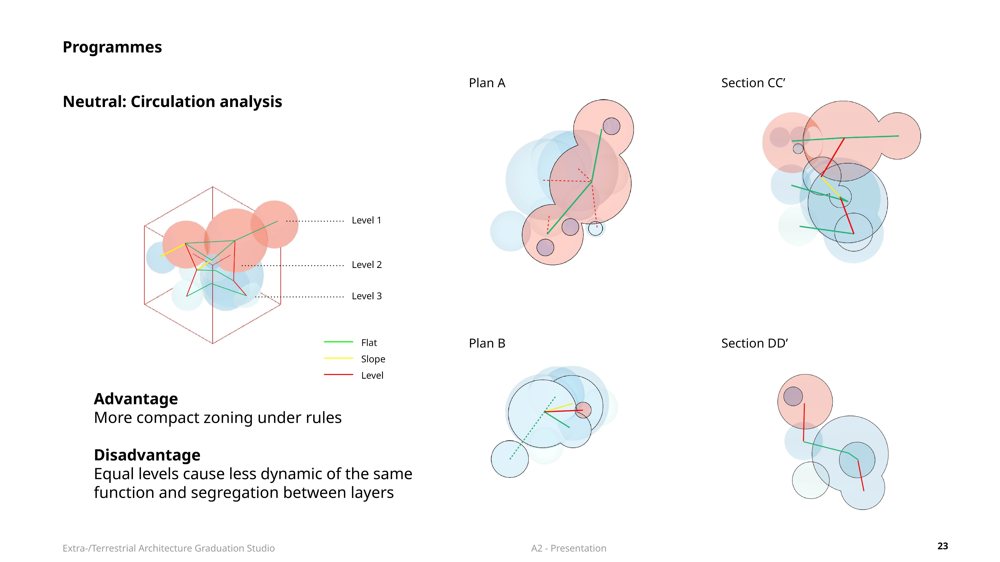 Programmes
Neutral: Circulation analysis
Level 1
Level 2
Level 3
Flat
Slope
Level
Advantage
More compact zoning under rules
Disadvantage
Equal levels cause less dynamic of the same
function and segregation between layers
Plan A
Section CC’
Plan B
Section DD’
Extra-/Terrestrial Architecture Graduation Studio
A2 - Presentation
23